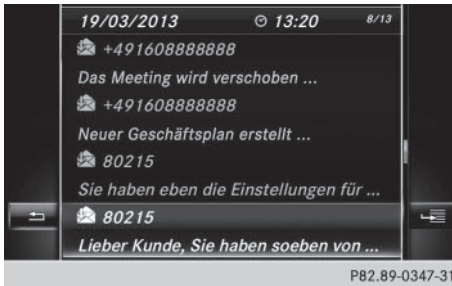 19/03/2013 13:20 8/13
+491608888888
Das Meeting wird verschoben ...
+491608888888
Neuer Geschäftsplan erstellt ...
80215
Sie haben eben die Einstellungen für ...
80215
Lieber Kunde, Sie haben soeben von ...
P82.89-0347-31